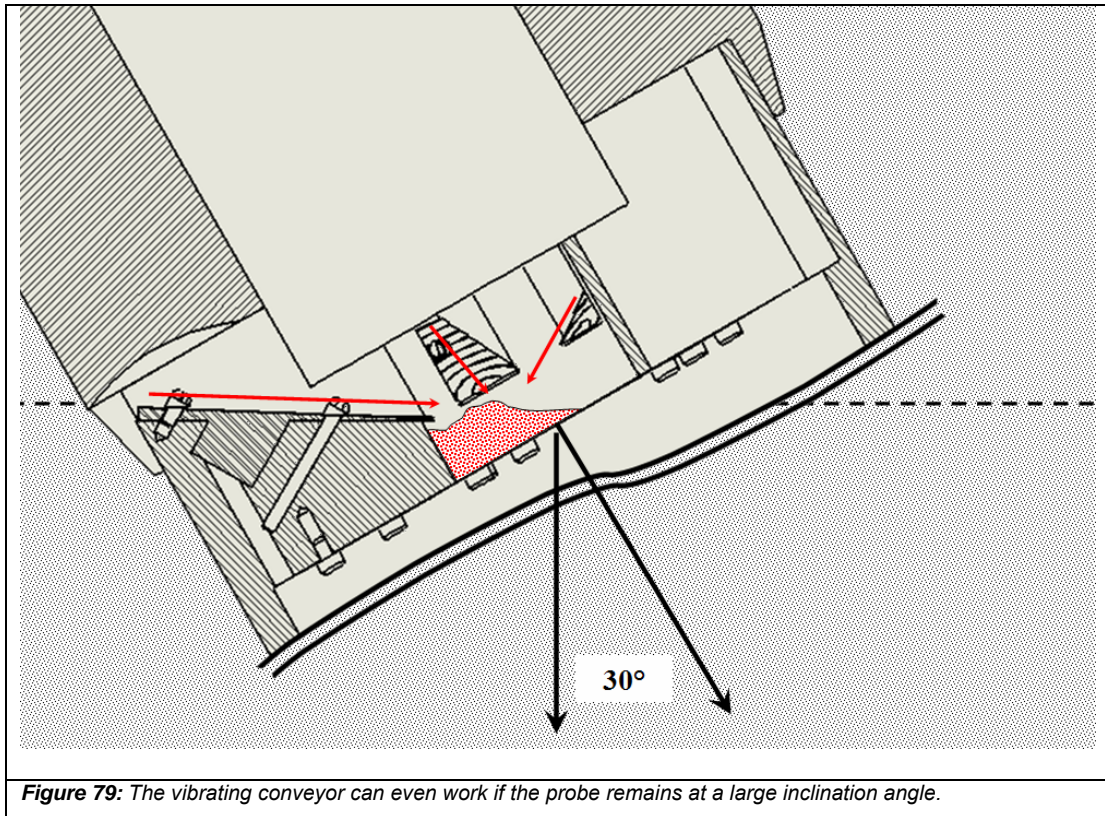 30°
Figure 79: The vibrating conveyor can even work if the probe remains at a large inclination angle.